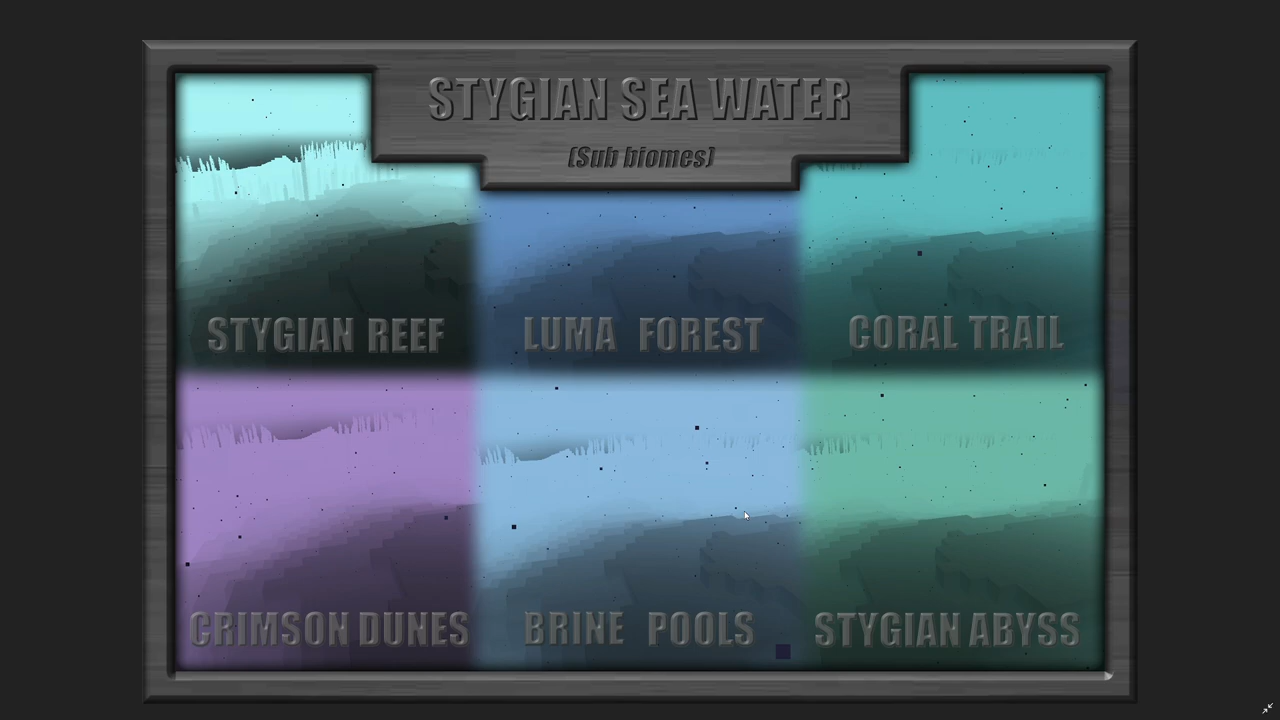 STYGIAN SEA WATER
(Sub biomes)
STYGIAN REEF
LUMA FOREST
CORAL TRAIL
CRIMSON DUNES
BRINE POOLS
STYGIAN ABYSS